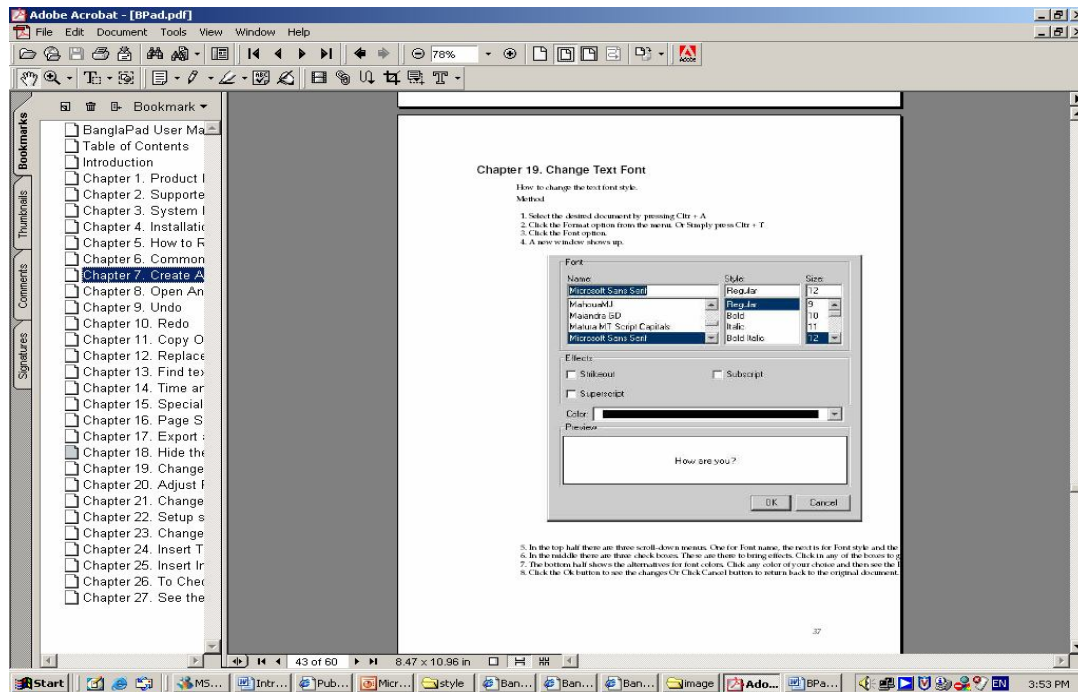 Adobe Acrobat - [BPad.pdf]
File Edit Document Tools View Window Help
78%
Adobe
Bookmark
Bookmarks
Thumbnails
Comments
Signatures
BanglaPad User Ma
Table of Contents
Introduction
Chapter 1. Product I
Chapter 2. Supporte
Chapter 3. System I
Chapter 4. Installatic
Chapter 5. How to R
Chapter 6. Common
Chapter 7. Create A
Chapter 8. Open An
Chapter 9. Undo
Chapter 10. Redo
Chapter 11. Copy O
Chapter 12. Replace
Chapter 13. Find tex
Chapter 14. Time ar
Chapter 15. Special
Chapter 16. Page S
Chapter 17. Export a
Chapter 18. Hide the
Chapter 19. Change
Chapter 20. Adjust F
Chapter 21. Change
Chapter 22. Setup s
Chapter 23. Change
Chapter 24. Insert T
Chapter 25. Insert Ir
Chapter 26. To Chec
Chapter 27. See the
Chapter 19. Change Text Font
How to change the text font style.
Method
1. Select the desired document by pressing Cltr + A
2. Click the Format option from the menu. Or Simply press Cltr + T
3. Click the Font option.
4. A new window shows up.
Font
Name: Style: Size:
Microsoft Sans Serif Regular 12
MahouaMJ Regular 9
Maiandra GD Bold 10
Matura MT Script Capitals Italic 11
Microsoft Sans Serif Bold Italic 12
Effects
Strikeout Subscript
Superscript
Color:
Preview
How are you?
OK Cancel
5. In the top half there are three scroll-down menus. One for Font name, the next is for Font style and the
6. In the middle there are three check boxes. These are there to bring effects. Click in any of the boxes to g
7. The bottom half shows the alternatives for font colors. Click any color of your choice and then see the
8. Click the Ok button to see the changes Or Click Cancel button to return back to the original document.
37
43 of 60 8.47 x 10.96 in
Start MS... Intr... Pub... Micr... style Ban... Ban... Ban... image Ado... BPa... EN 3:53 PM